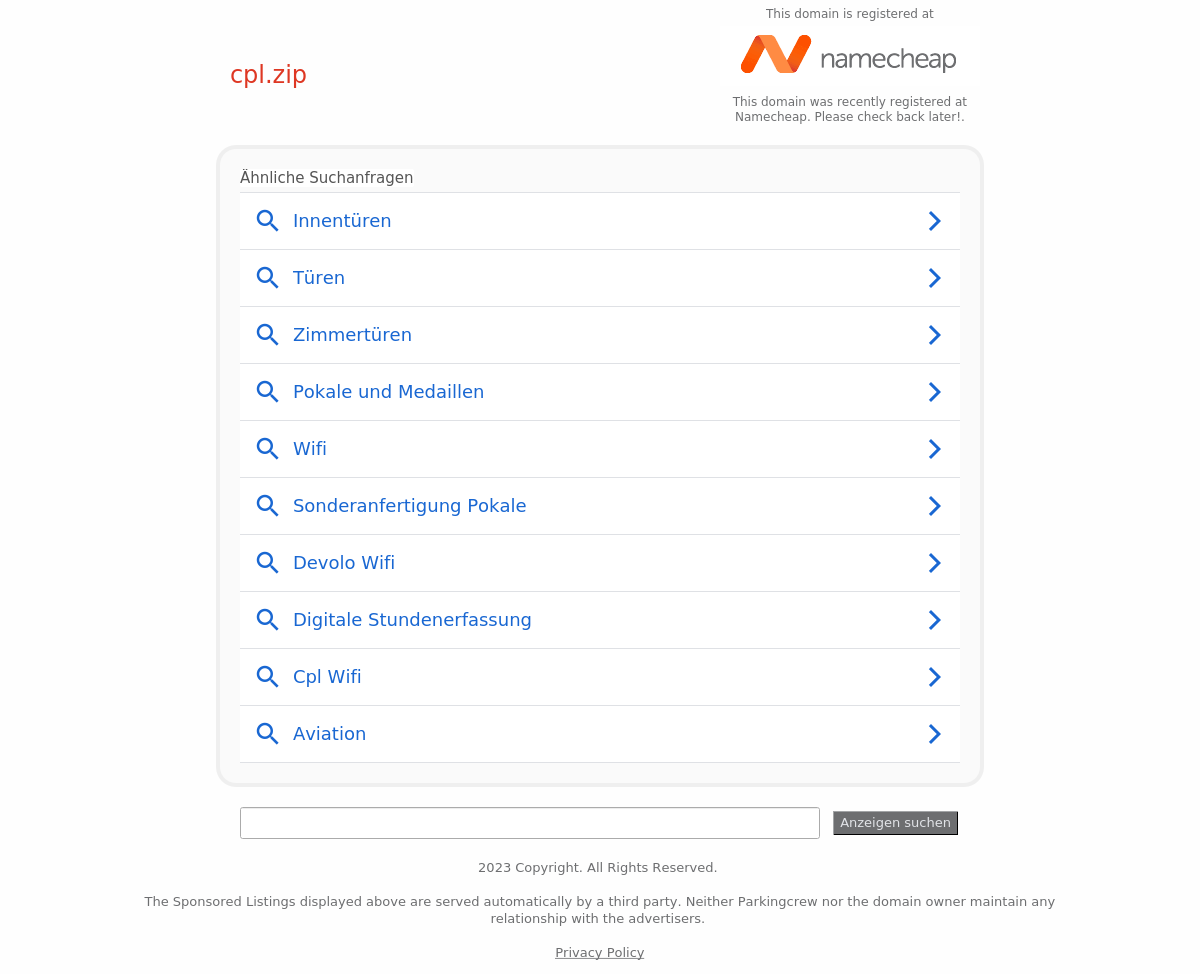 This domain is registered at
cpl.zip
namecheap
This domain was recently registered at
Namecheap. Please check back later!.
Ähnliche Suchanfragen
Innentüren
Türen
Zimmertüren
Pokale und Medaillen
Wifi
Sonderanfertigung Pokale
Devolo Wifi
Digitale Stundenerfassung
Cpl Wifi
Aviation
Anzeigen suchen
2023 Copyright. All Rights Reserved.
The Sponsored Listings displayed above are served automatically by a third party. Neither Parkingcrew nor the domain owner maintain any
relationship with the advertisers.
Privacy Policy